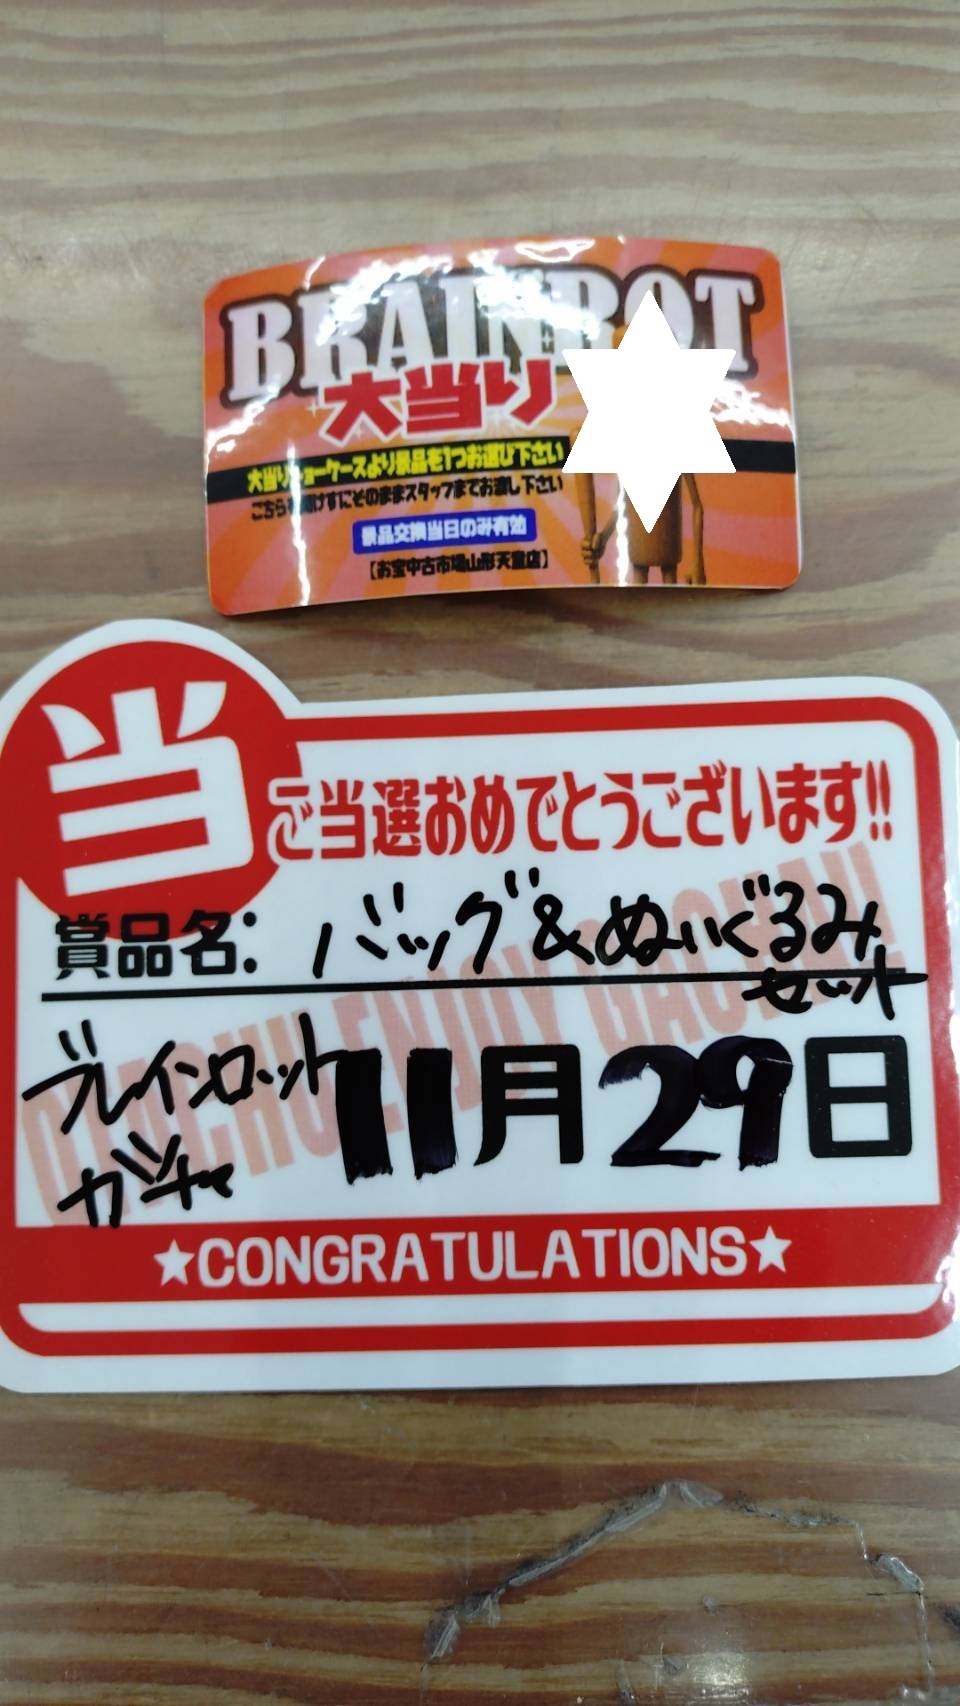 BRAINROT
大当り
大当りショーケースより景品を1つお選び下さい
こちらを開けずにそのままスタッフまでお渡し下さい
景品交換当日のみ有効
【お宝中古市場山形天童店】
当
ご当選おめでとうございます!!
賞品名: バッグ&ぬいぐるみ
セット
ブレインロット
ガチャ
11月29日
★CONGRATULATIONS★